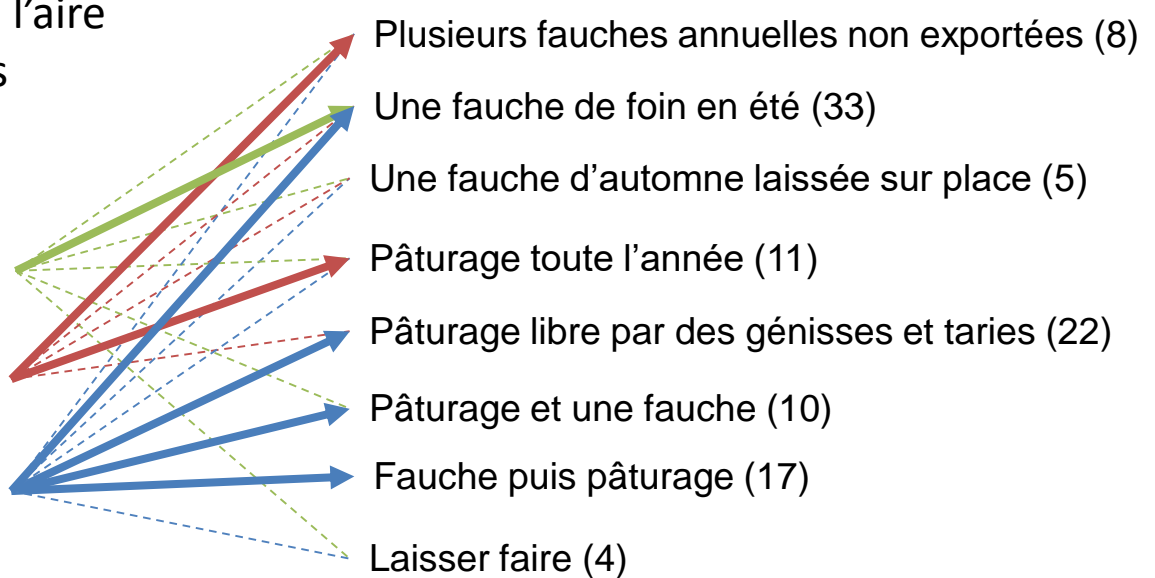 l'aire
s
Plusieurs fauches annuelles non exportées (8)
Une fauche de foin en été (33)
Une fauche d'automne laissée sur place (5)
Pâturage toute l'année (11)
Pâturage libre par des génisses et taries (22)
Pâturage et une fauche (10)
Fauche puis pâturage (17)
Laisser faire (4)